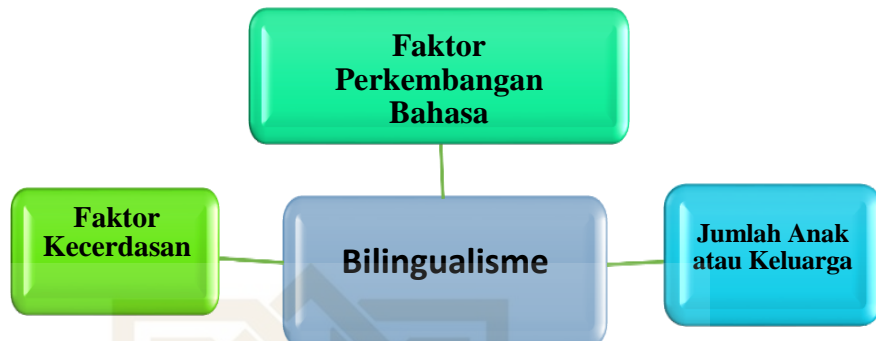 Faktor
Perkembangan
Bahasa
Faktor
Kecerdasan
Bilingualisme
Jumlah Anak
atau Keluarga